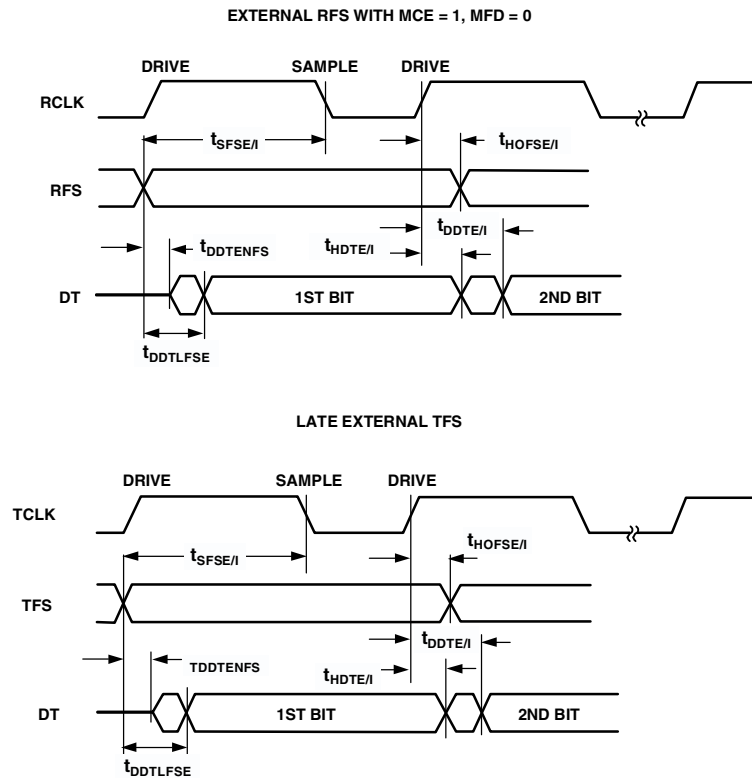 EXTERNAL RFS WITH MCE = 1, MFD = 0
DRIVE SAMPLE DRIVE
RCLK
tSFSE/I tHOFSE/I
RFS
tDDTE/I
tDDTENFS tHDTE/I
DT 1ST BIT 2ND BIT
tDDTLFSE
LATE EXTERNAL TFS
DRIVE SAMPLE DRIVE
TCLK
tSFSE/I tHOFSE/I
TFS
tDDTE/I
TDDTENFS tHDTE/I
DT 1ST BIT 2ND BIT
tDDTLFSE